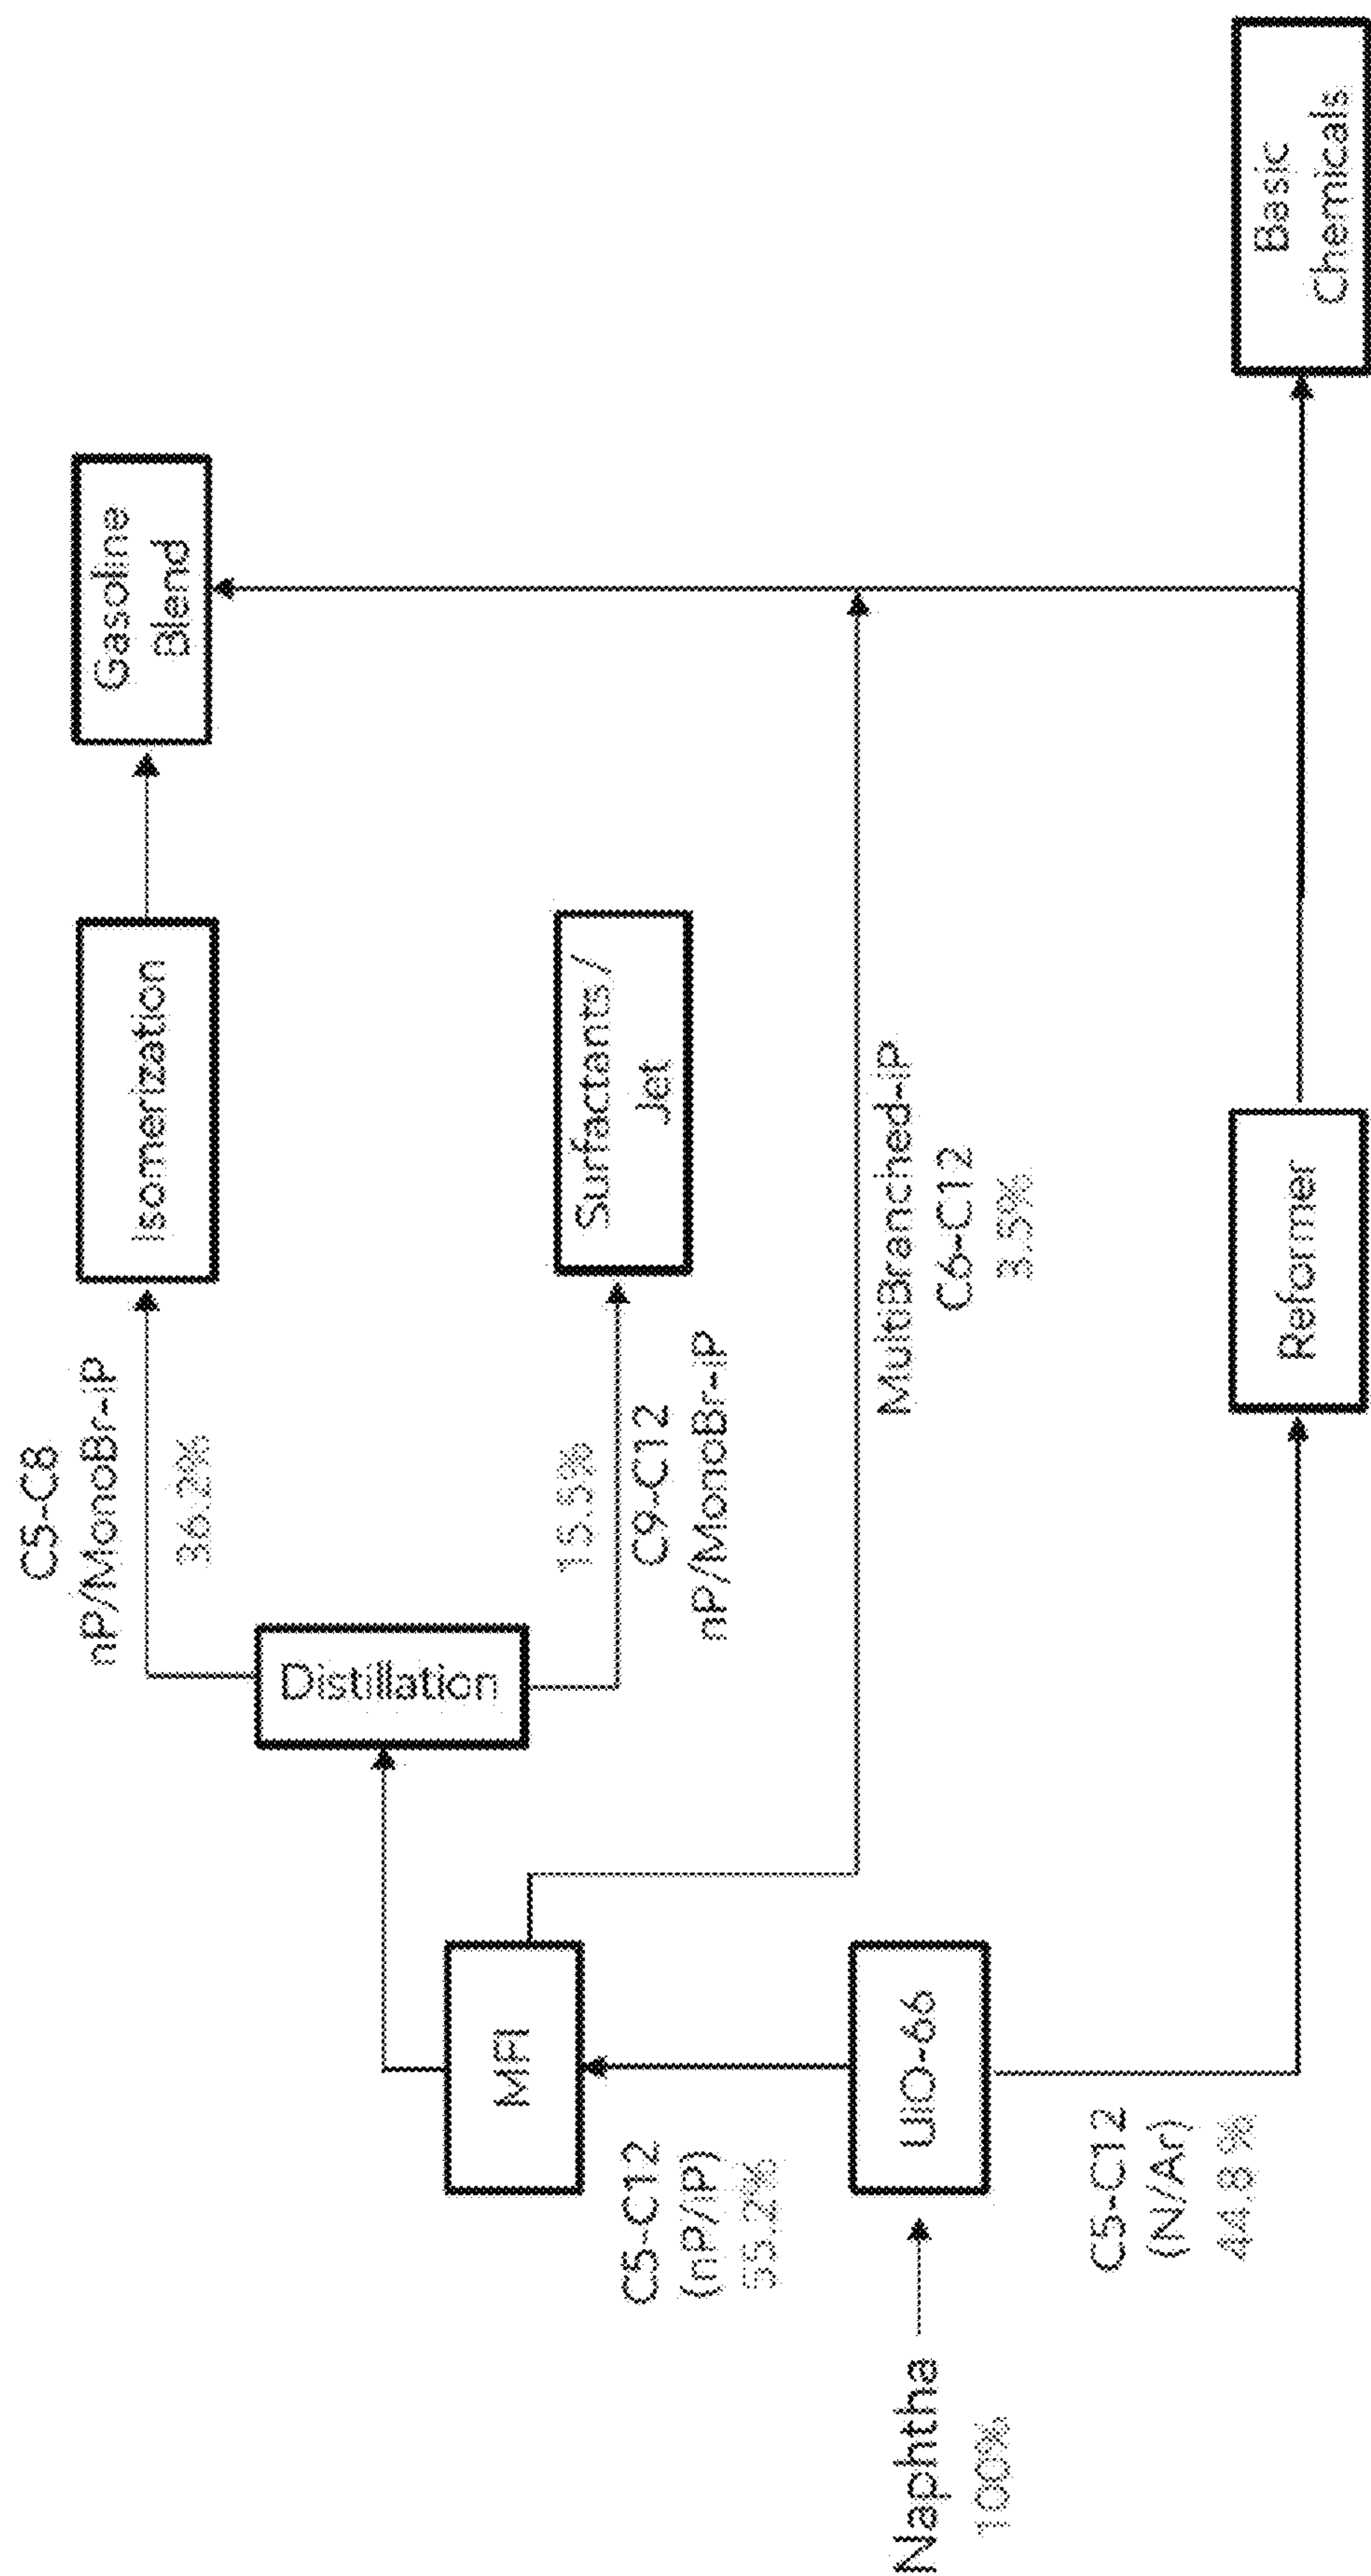 Naphtha
100%
UiO-66
C5-C12
(nP/iP)
55.2%
C5-C12
(N/Ar)
44.8 %
MFI
Distillation
C5-C8
nP/MonoBr-iP
36.2%
15.5%
C9-C12
nP/MonoBr-iP
Isomerization
Surfactants/
Jet
MultiBranched-iP
C6-C12
3.5%
Reformer
Gasoline
Blend
Basic
Chemicals